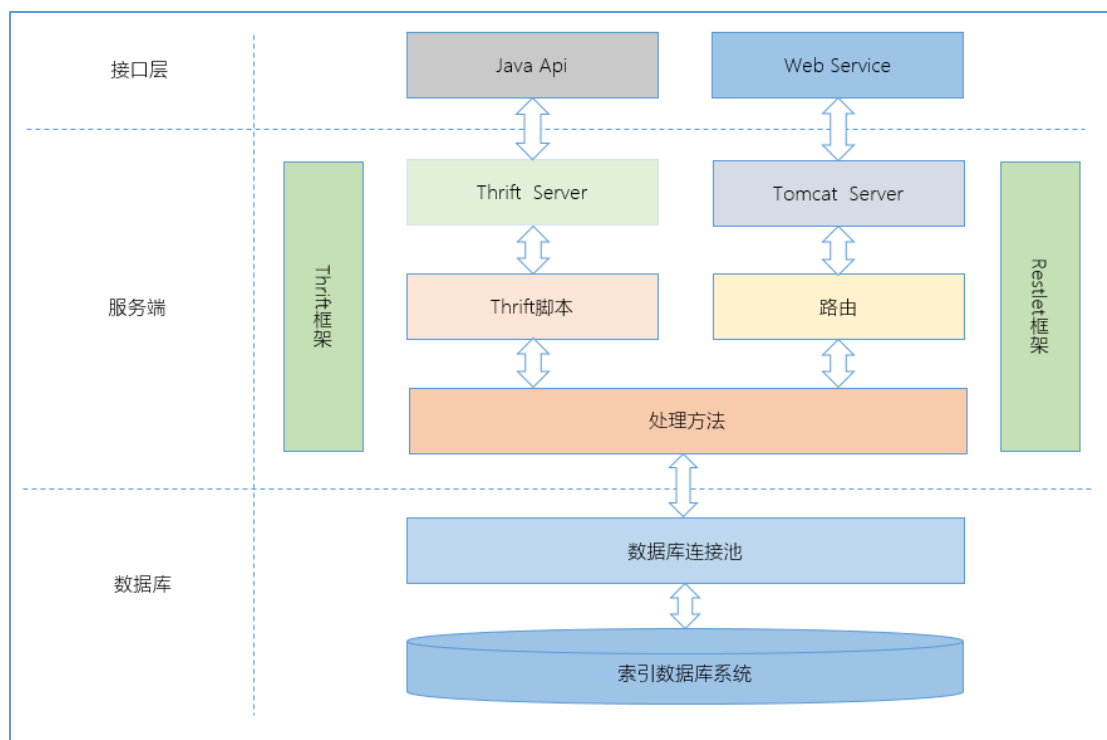 接口层
Java Api
Web Service
Thrift Server
Tomcat Server
Thrift框架
Restlet框架
服务端
Thrift脚本
路由
处理方法
数据库
数据库连接池
索引数据库系统